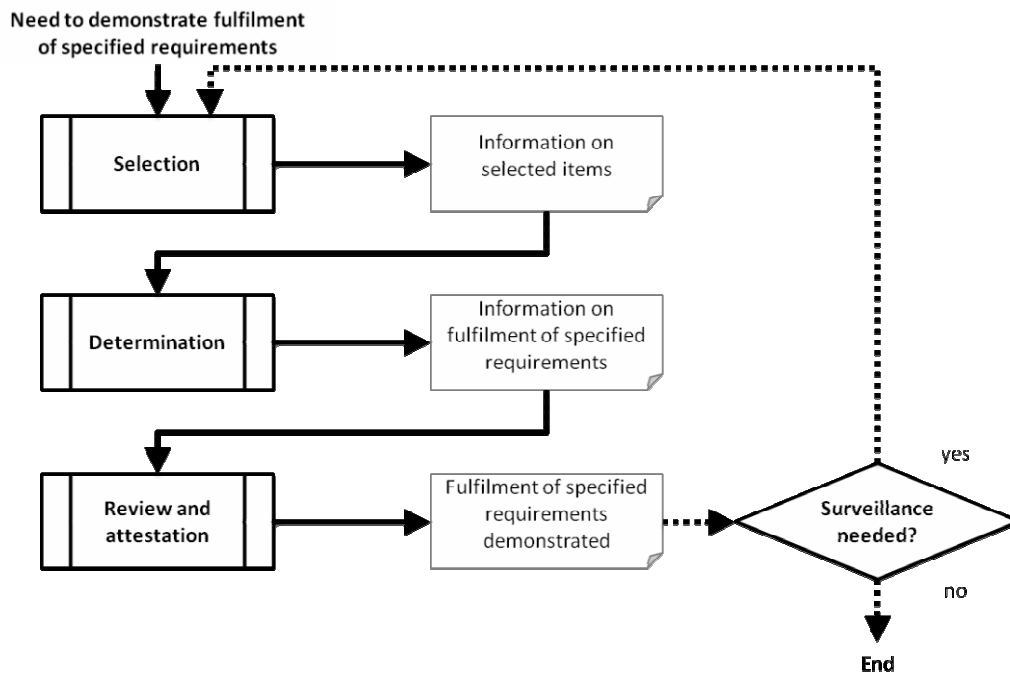 Need to demonstrate fulfilment
of specified requirements
Selection
Information on
selected items
Determination
Information on
fulfilment of specified
requirements
Review and
attestation
Fulfilment of specified
requirements
demonstrated
yes
Surveillance
needed?
no
End